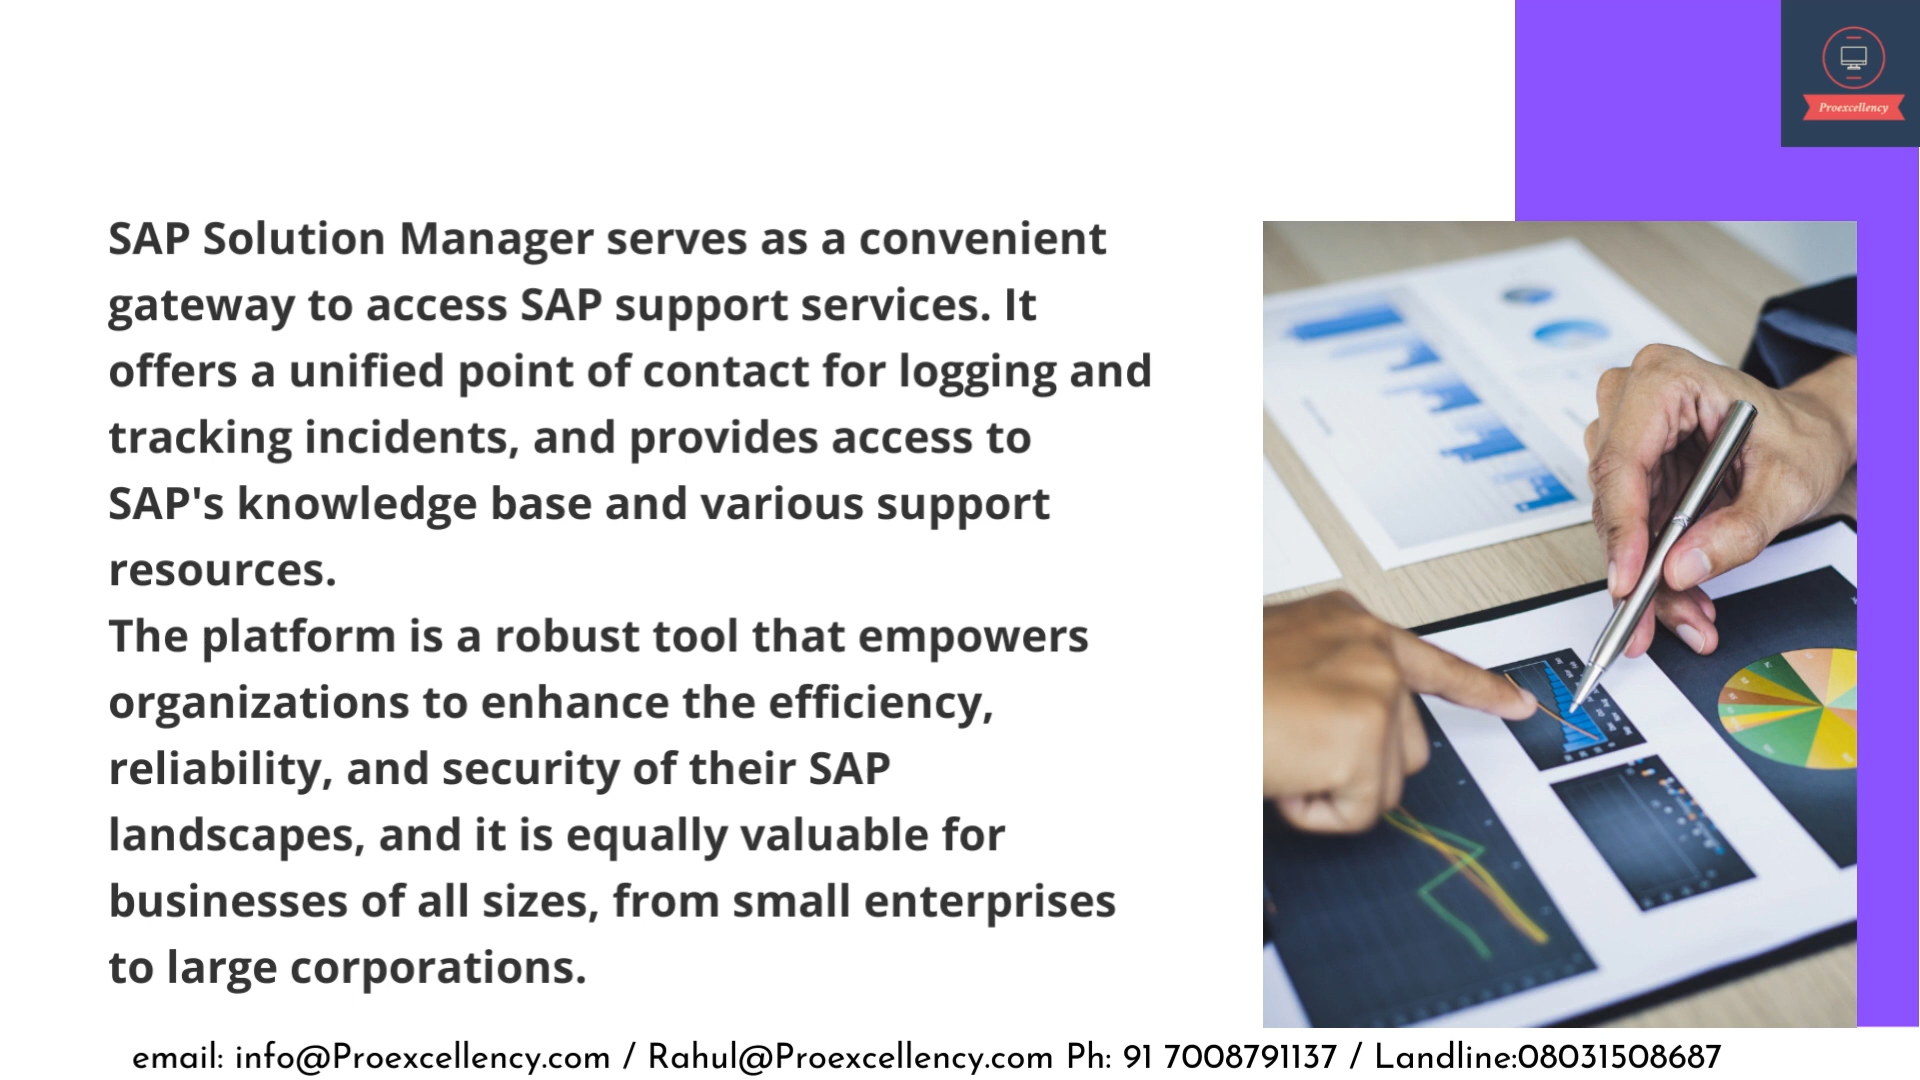 Proexcellency
SAP Solution Manager serves as a convenient
gateway to access SAP support services. It
offers a unified point of contact for logging and
tracking incidents, and provides access to
SAP's knowledge base and various support
resources.
The platform is a robust tool that empowers
organizations to enhance the efficiency,
reliability, and security of their SAP
landscapes, and it is equally valuable for
businesses of all sizes, from small enterprises
to large corporations.
email: info@Proexcellency.com / Rahul@Proexcellency.com Ph: 91 7008791137 / Landline:08031508687